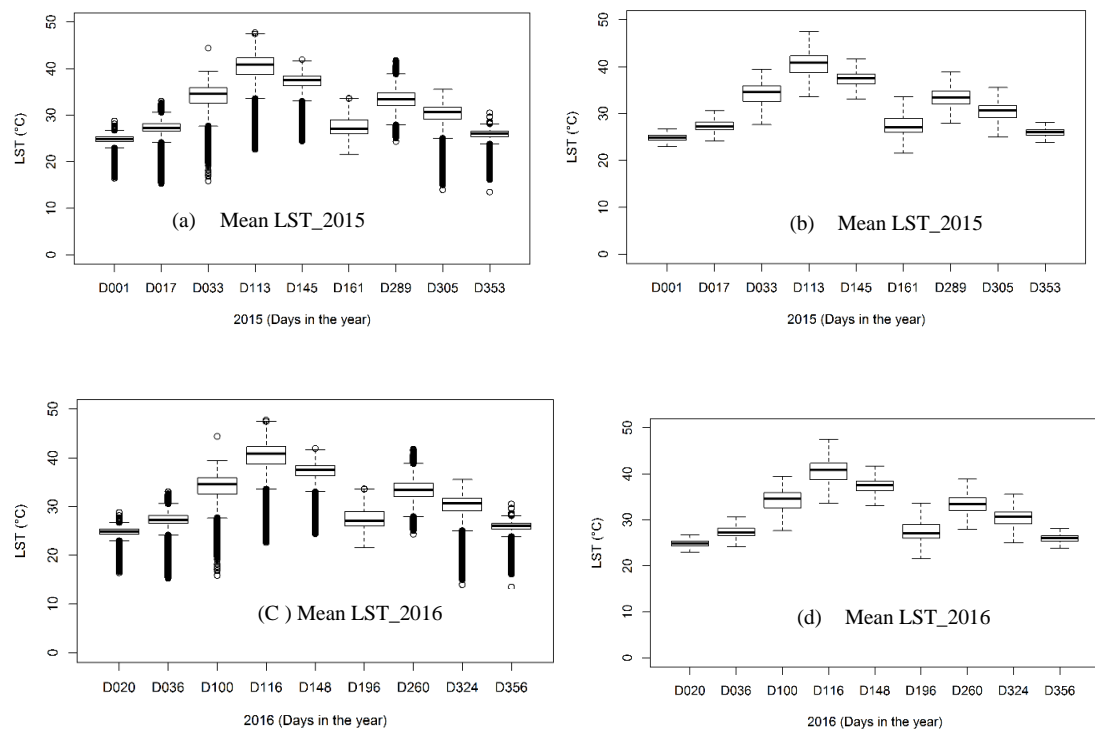 50
40
30
20
10
0
LST (°C)
(a) Mean LST_2015
D001 D017 D033 D113 D145 D161 D289 D305 D353
2015 (Days in the year)
50
40
30
20
10
0
LST (°C)
(b) Mean LST_2015
D001 D017 D033 D113 D145 D161 D289 D305 D353
2015 (Days in the year)
50
40
30
20
10
0
LST (°C)
(C ) Mean LST_2016
D020 D036 D100 D116 D148 D196 D260 D324 D356
2016 (Days in the year)
50
40
30
20
10
0
LST (°C)
(d) Mean LST_2016
D020 D036 D100 D116 D148 D196 D260 D324 D356
2016 (Days in the year)